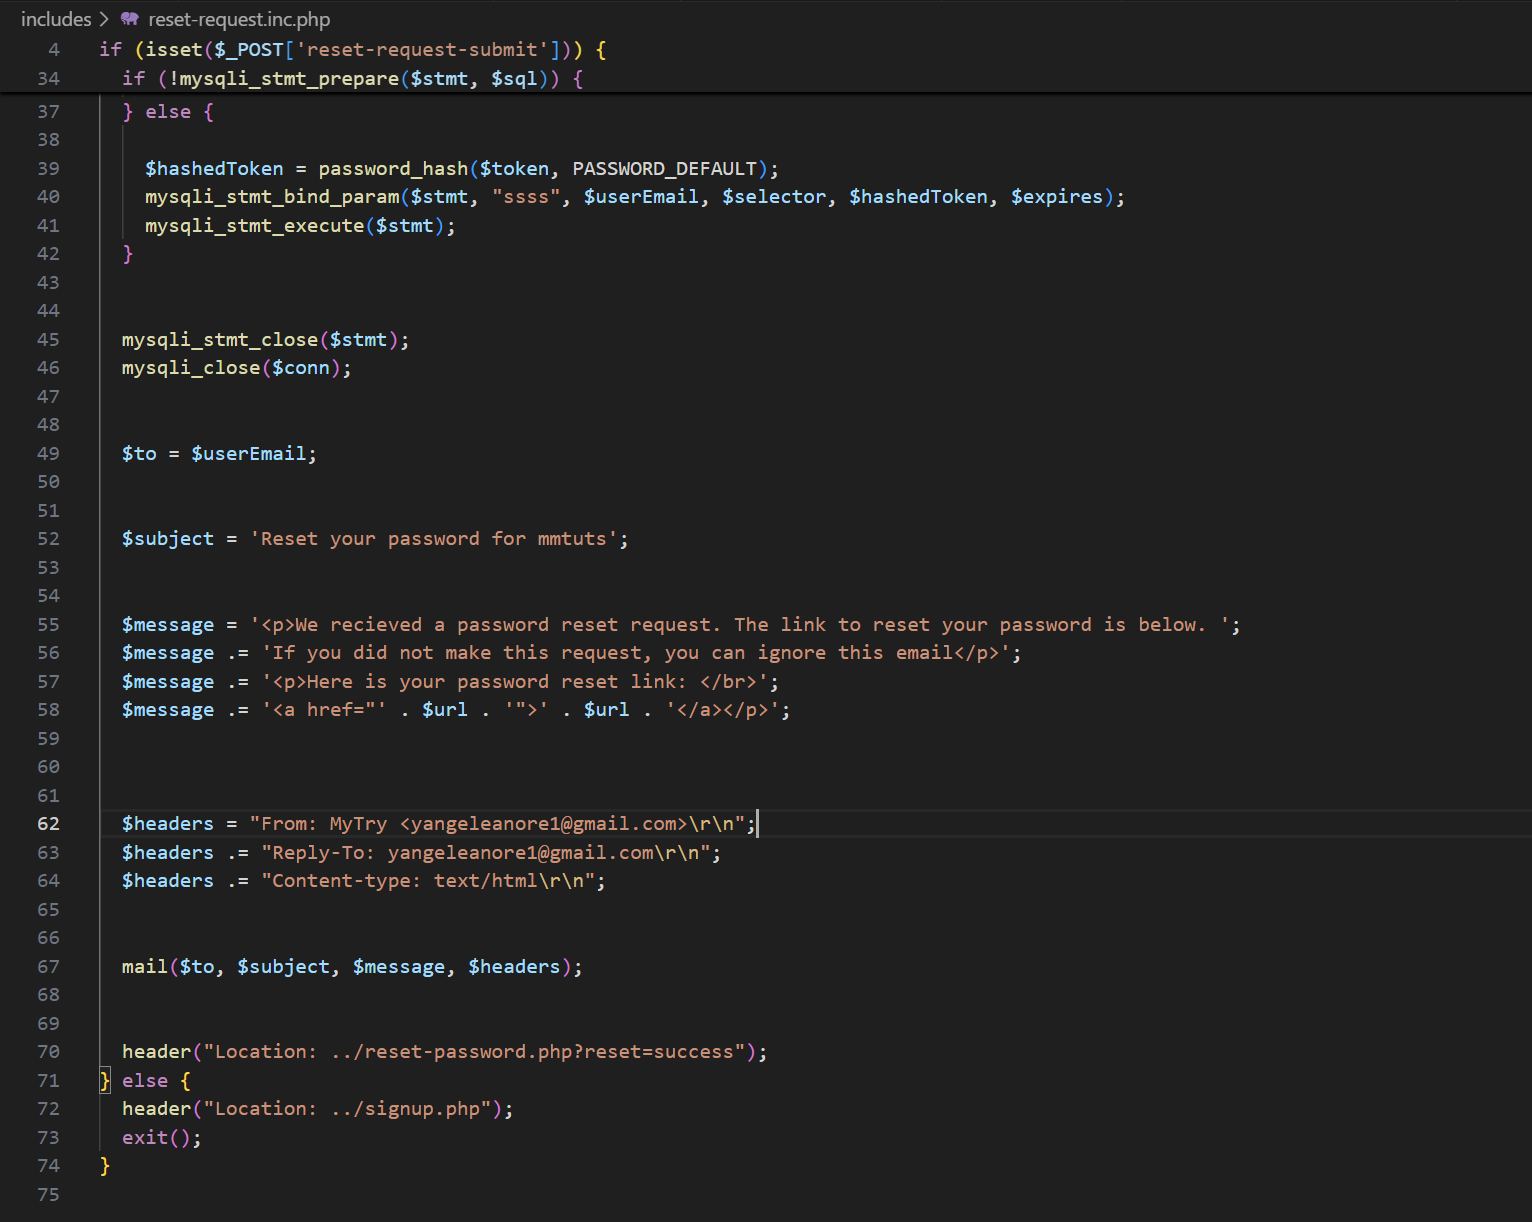 includes > reset-request.inc.php
4 if (isset($_POST['reset-request-submit'])) {
34 if (!mysqli_stmt_prepare($stmt, $sql)) {
37 } else {
38
39 $hashedToken = password_hash($token, PASSWORD_DEFAULT);
40 mysqli_stmt_bind_param($stmt, "ssss", $userEmail, $selector, $hashedToken, $expires);
41 mysqli_stmt_execute($stmt);
42 }
43
44
45 mysqli_stmt_close($stmt);
46 mysqli_close($conn);
47
48
49 $to = $userEmail;
50
51
52 $subject = 'Reset your password for mmtuts';
53
54
55 $message = '<p>We recieved a password reset request. The link to reset your password is below. ';
56 $message .= 'If you did not make this request, you can ignore this email</p>';
57 $message .= '<p>Here is your password reset link: </br>';
58 $message .= '<a href="' . $url . '">' . $url . '</a></p>';
59
60
61
62 $headers = "From: MyTry <yangeleanore1@gmail.com>\r\n";
63 $headers .= "Reply-To: yangeleanore1@gmail.com\r\n";
64 $headers .= "Content-type: text/html\r\n";
65
66
67 mail($to, $subject, $message, $headers);
68
69
70 header("Location: ../reset-password.php?reset=success");
71 } else {
72 header("Location: ../signup.php");
73 exit();
74 }
75